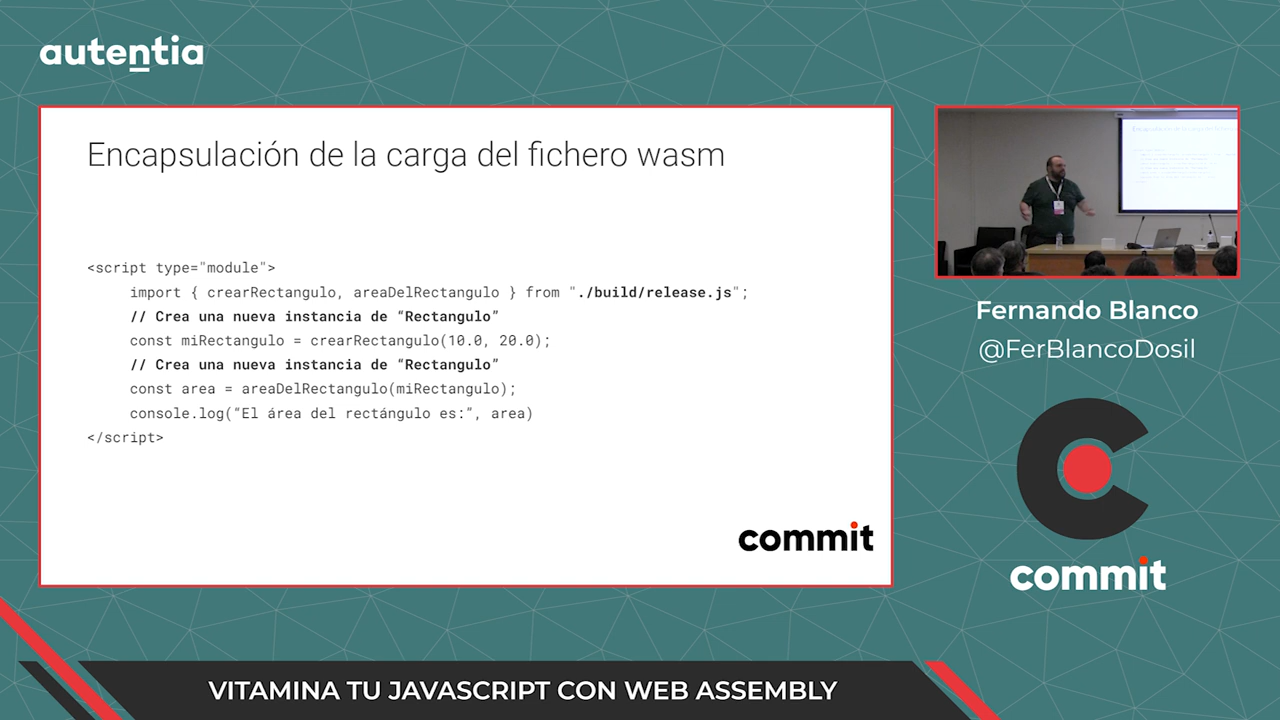 autentia
Encapsulación de la carga del fichero wasm
<script type="module">
import { crearRectangulo, areaDelRectangulo } from "./build/release.js";
// Crea una nueva instancia de “Rectangulo”
const miRectangulo = crearRectangulo(10.0, 20.0);
// Crea una nueva instancia de “Rectangulo”
const area = areaDelRectangulo(miRectangulo);
console.log(“El área del rectángulo es:”, area)
</script>
commit
Fernando Blanco
@FerBlancoDosil
commit
VITAMINA TU JAVASCRIPT CON WEB ASSEMBLY